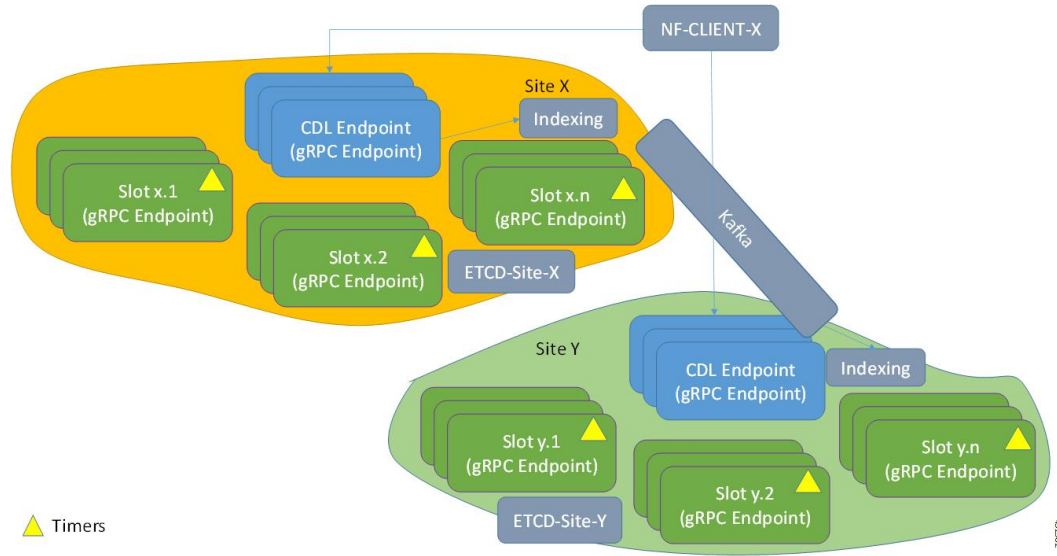 NF-CLIENT-X
Site X
Indexing
CDL Endpoint
(gRPC Endpoint)
Slot x.1
(gRPC Endpoint)
Slot x.n
(gRPC Endpoint)
Slot x.2
(gRPC Endpoint)
ETCD-Site-X
Kafka
Site Y
CDL Endpoint
(gRPC Endpoint)
Indexing
Slot y.1
(gRPC Endpoint)
Slot y.n
(gRPC Endpoint)
Slot y.2
(gRPC Endpoint)
ETCD-Site-Y
Timers